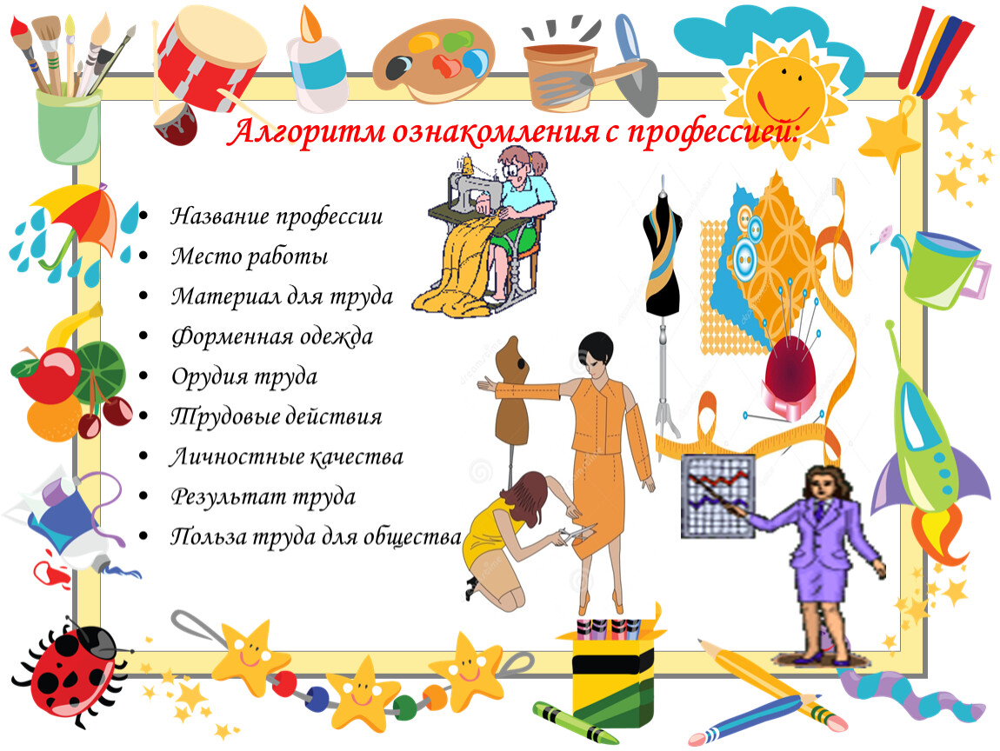 Алгоритм ознакомления с профессией:
• Название профессии
• Место работы
• Материал для труда
• Форменная одежда
• Орудия труда
• Трудовые действия
• Личностные качества
• Результат труда
• Польза труда для общества